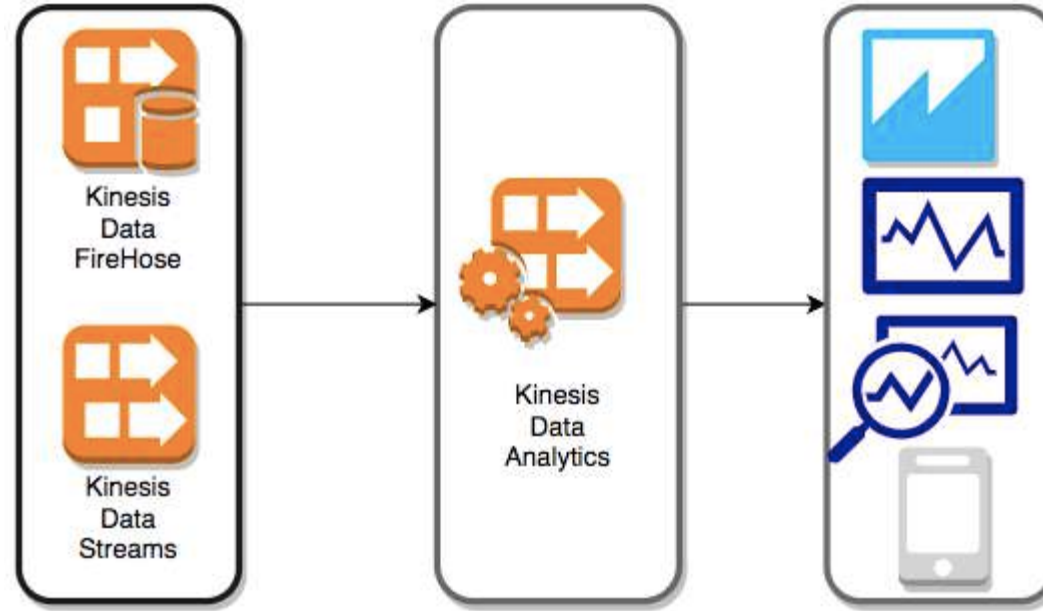 Kinesis
Data
FireHose
Kinesis
Data
Streams
Kinesis
Data
Analytics